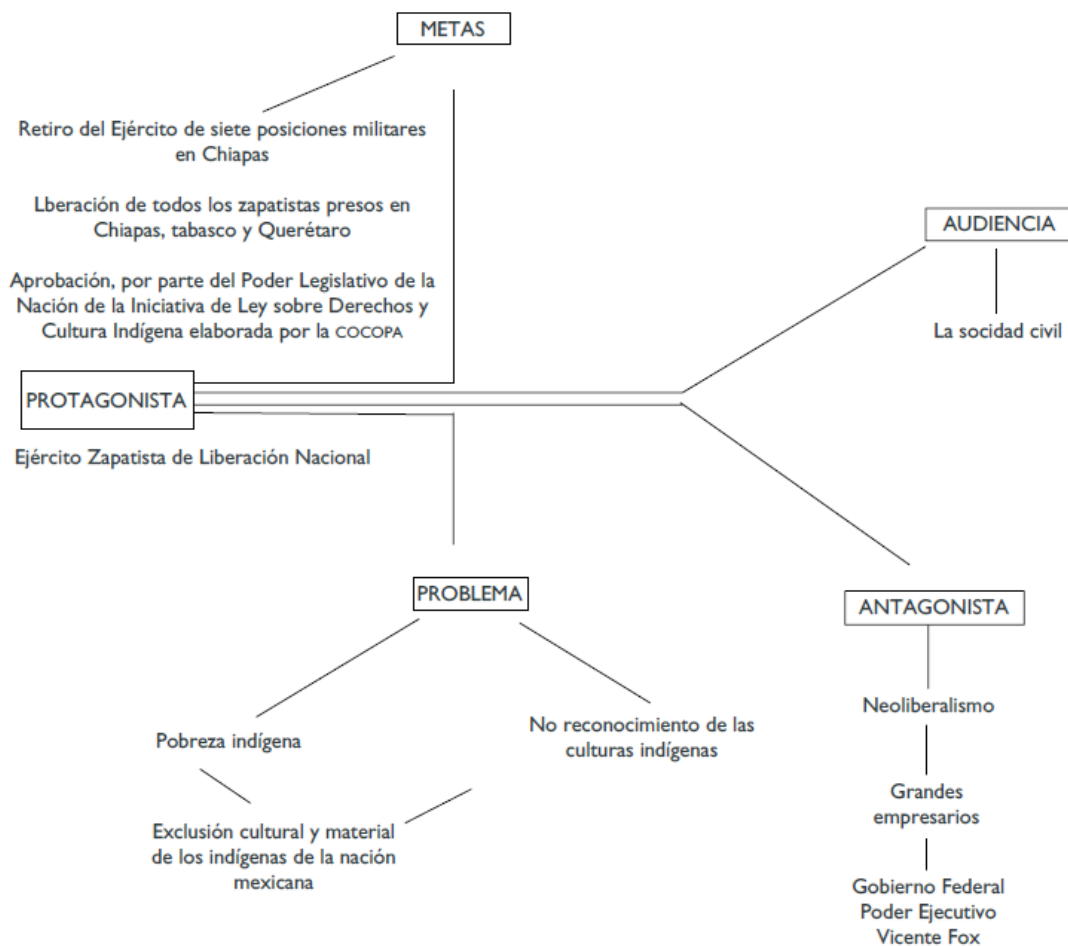 METAS
Retiro del Ejército de siete posiciones militares
en Chiapas
Lberación de todos los zapatistas presos en
Chiapas, tabasco y Querétaro
Aprobación, por parte del Poder Legislativo de la
Nación de la Iniciativa de Ley sobre Derechos y
Cultura Indígena elaborada por la COCOPA
AUDIENCIA
La socidad civil
PROTAGONISTA
Ejército Zapatista de Liberación Nacional
PROBLEMA
Pobreza indígena
No reconocimiento de las
culturas indígenas
Exclusión cultural y material
de los indígenas de la nación
mexicana
ANTAGONISTA
Neoliberalismo
Grandes
empresarios
Gobierno Federal
Poder Ejecutivo
Vicente Fox